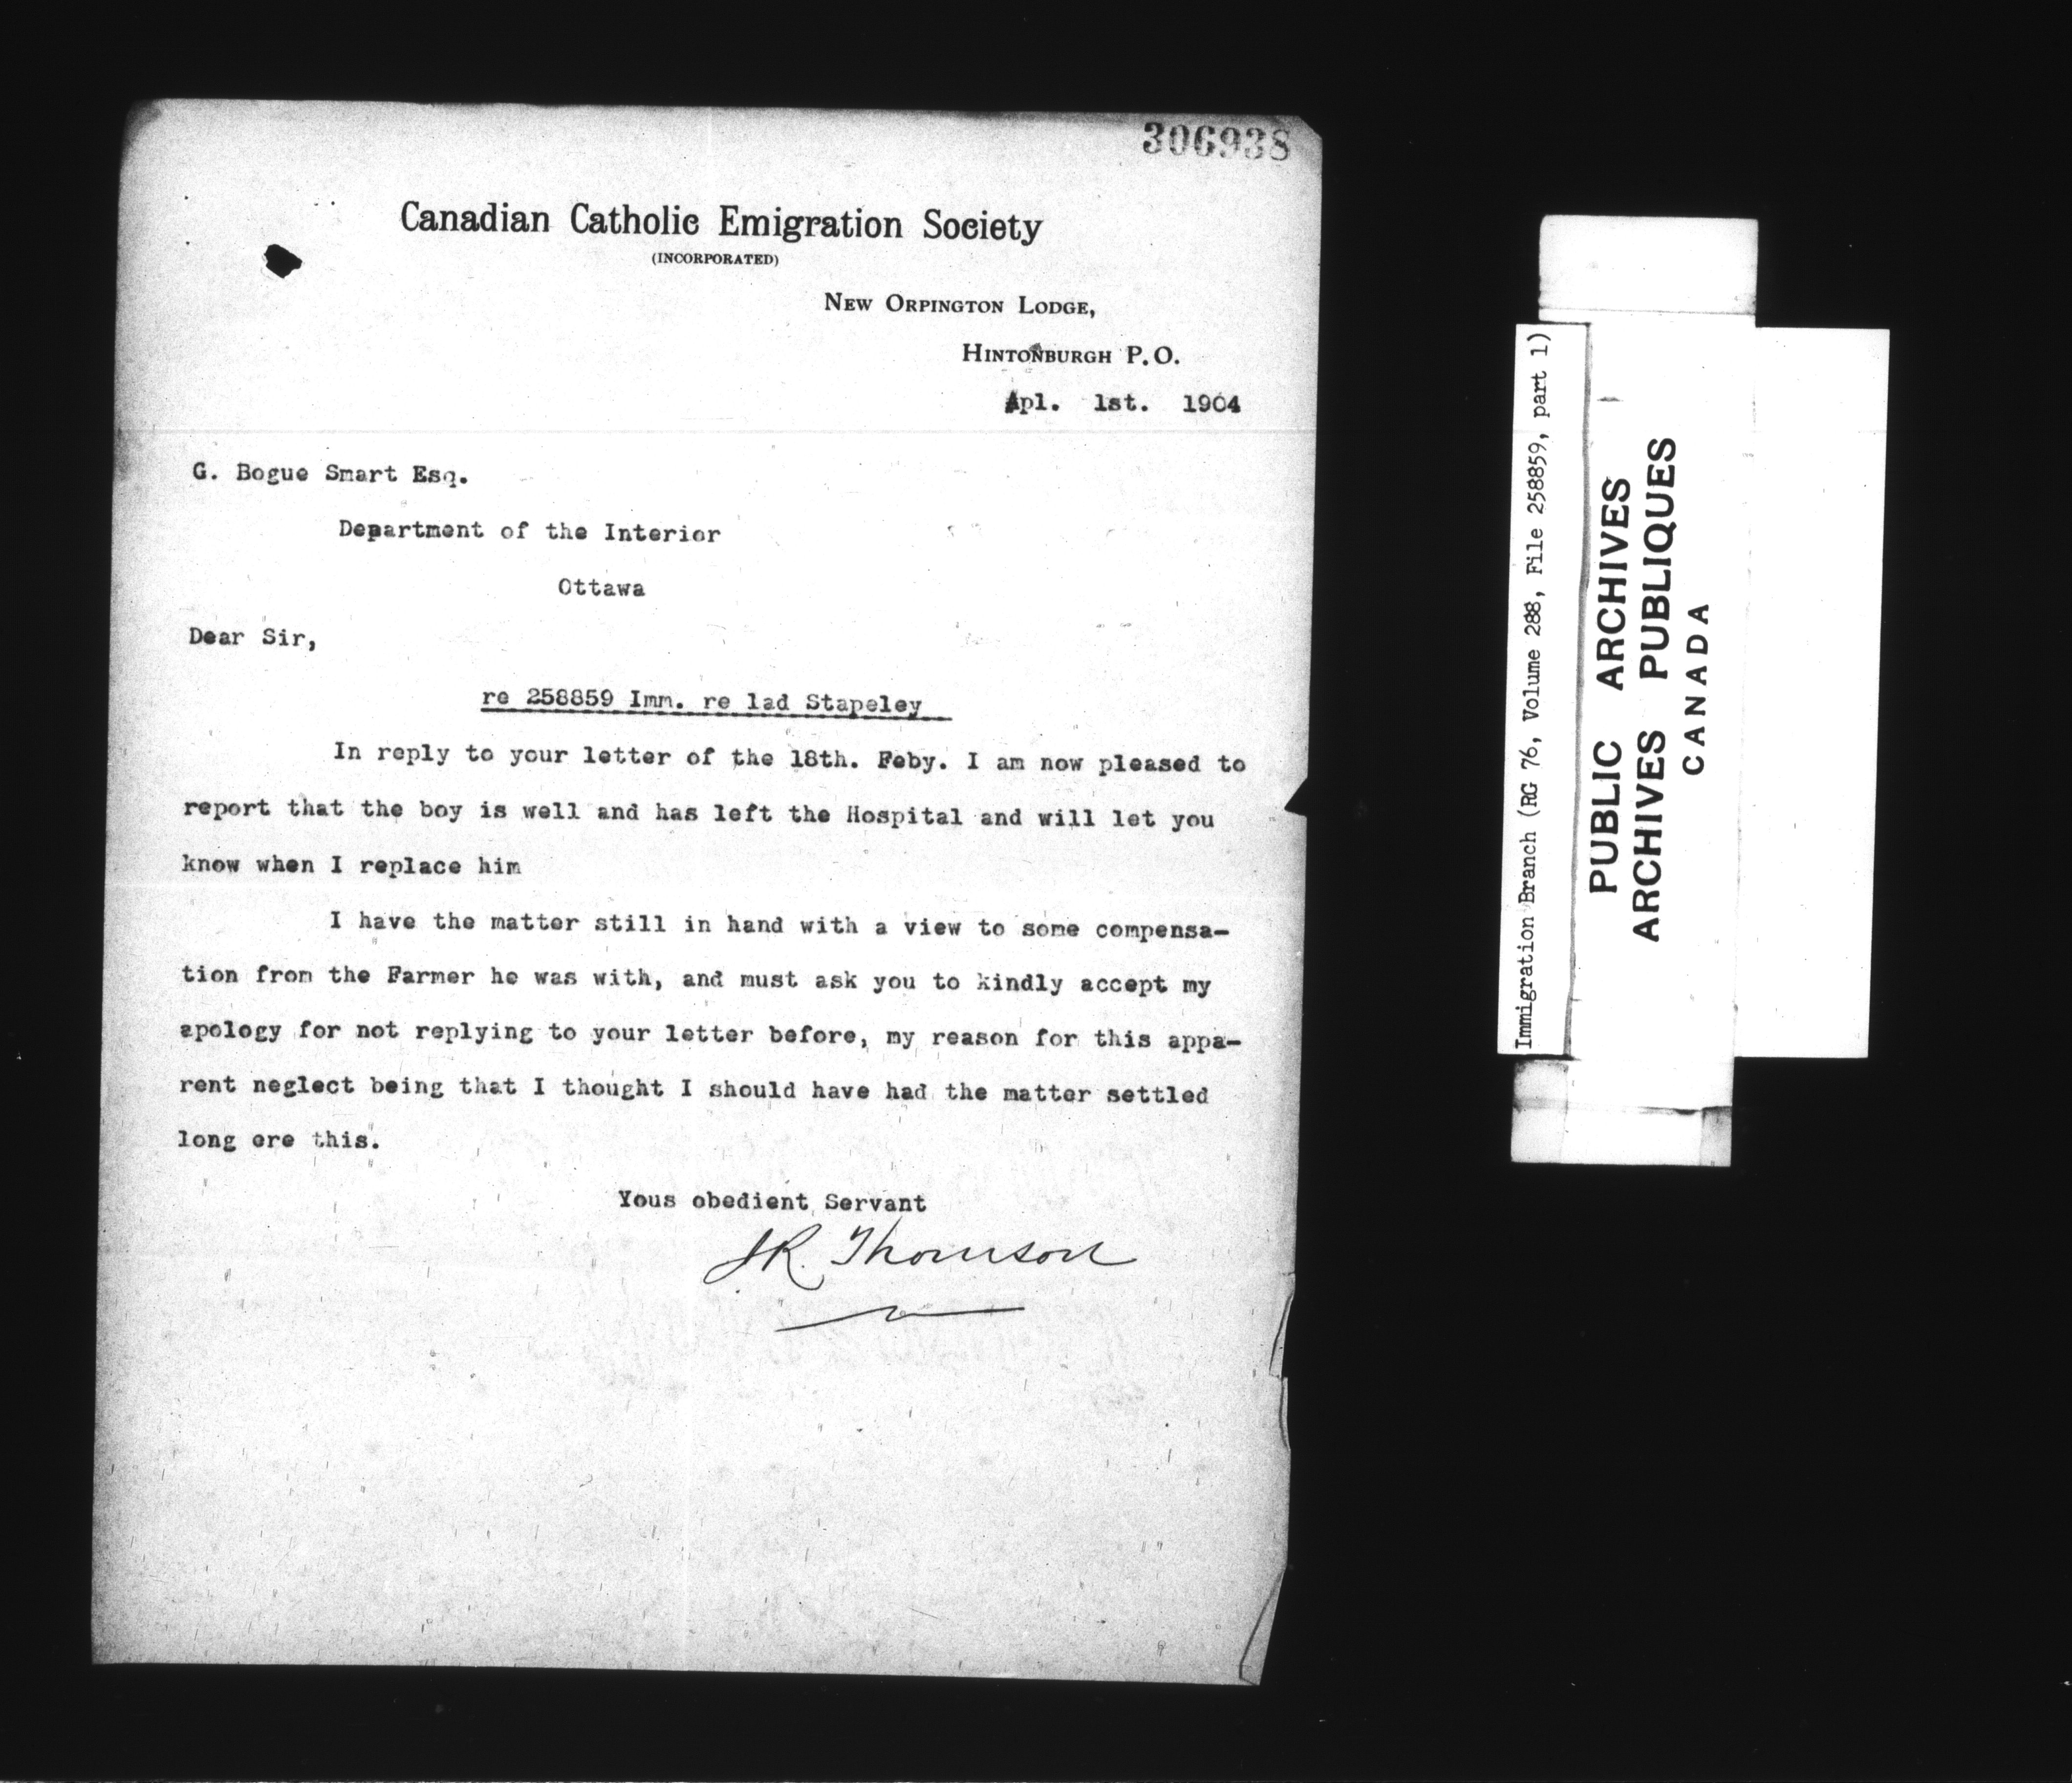 306938
Canadian Catholic Emigration Society
(INCORPORATED)
NEW ORPINGTON LODGE,
HINTONBURGH P.O.
Apl. 1st. 1904
G. Bogue Smart Esq.
Department of the Interior
Ottawa
Dear Sir,
re 258859 Imm. re lad Stapeley
In reply to your letter of the 18th. Feby. I am now pleased to
report that the boy is well and has left the Hospital and will let you
know when I replace him
I have the matter still in hand with a view to some compensa-
tion from the Farmer he was with, and must ask you to kindly accept my
apology for not replying to your letter before, my reason for this appa-
rent neglect being that I thought I should have had the matter settled
long ere this.
Yous obedient Servant
JR. Thomson
Immigration Branch (RG 76, Volume 288, File 258859, part 1)
PUBLIC ARCHIVES
ARCHIVES PUBLIQUES
CANADA